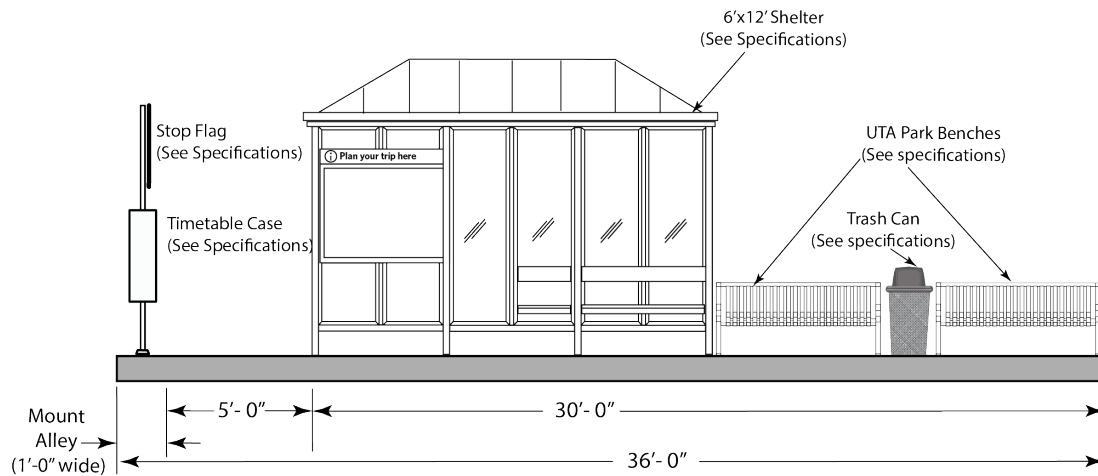 6’x12’ Shelter
(See Specifications)
Stop Flag
(See Specifications)
UTA Park Benches
(See specifications)
Plan your trip here
Timetable Case
(See Specifications)
Trash Can
(See specifications)
5’- 0”
30’- 0”
Mount
Alley
(1’-0” wide)
36’- 0”